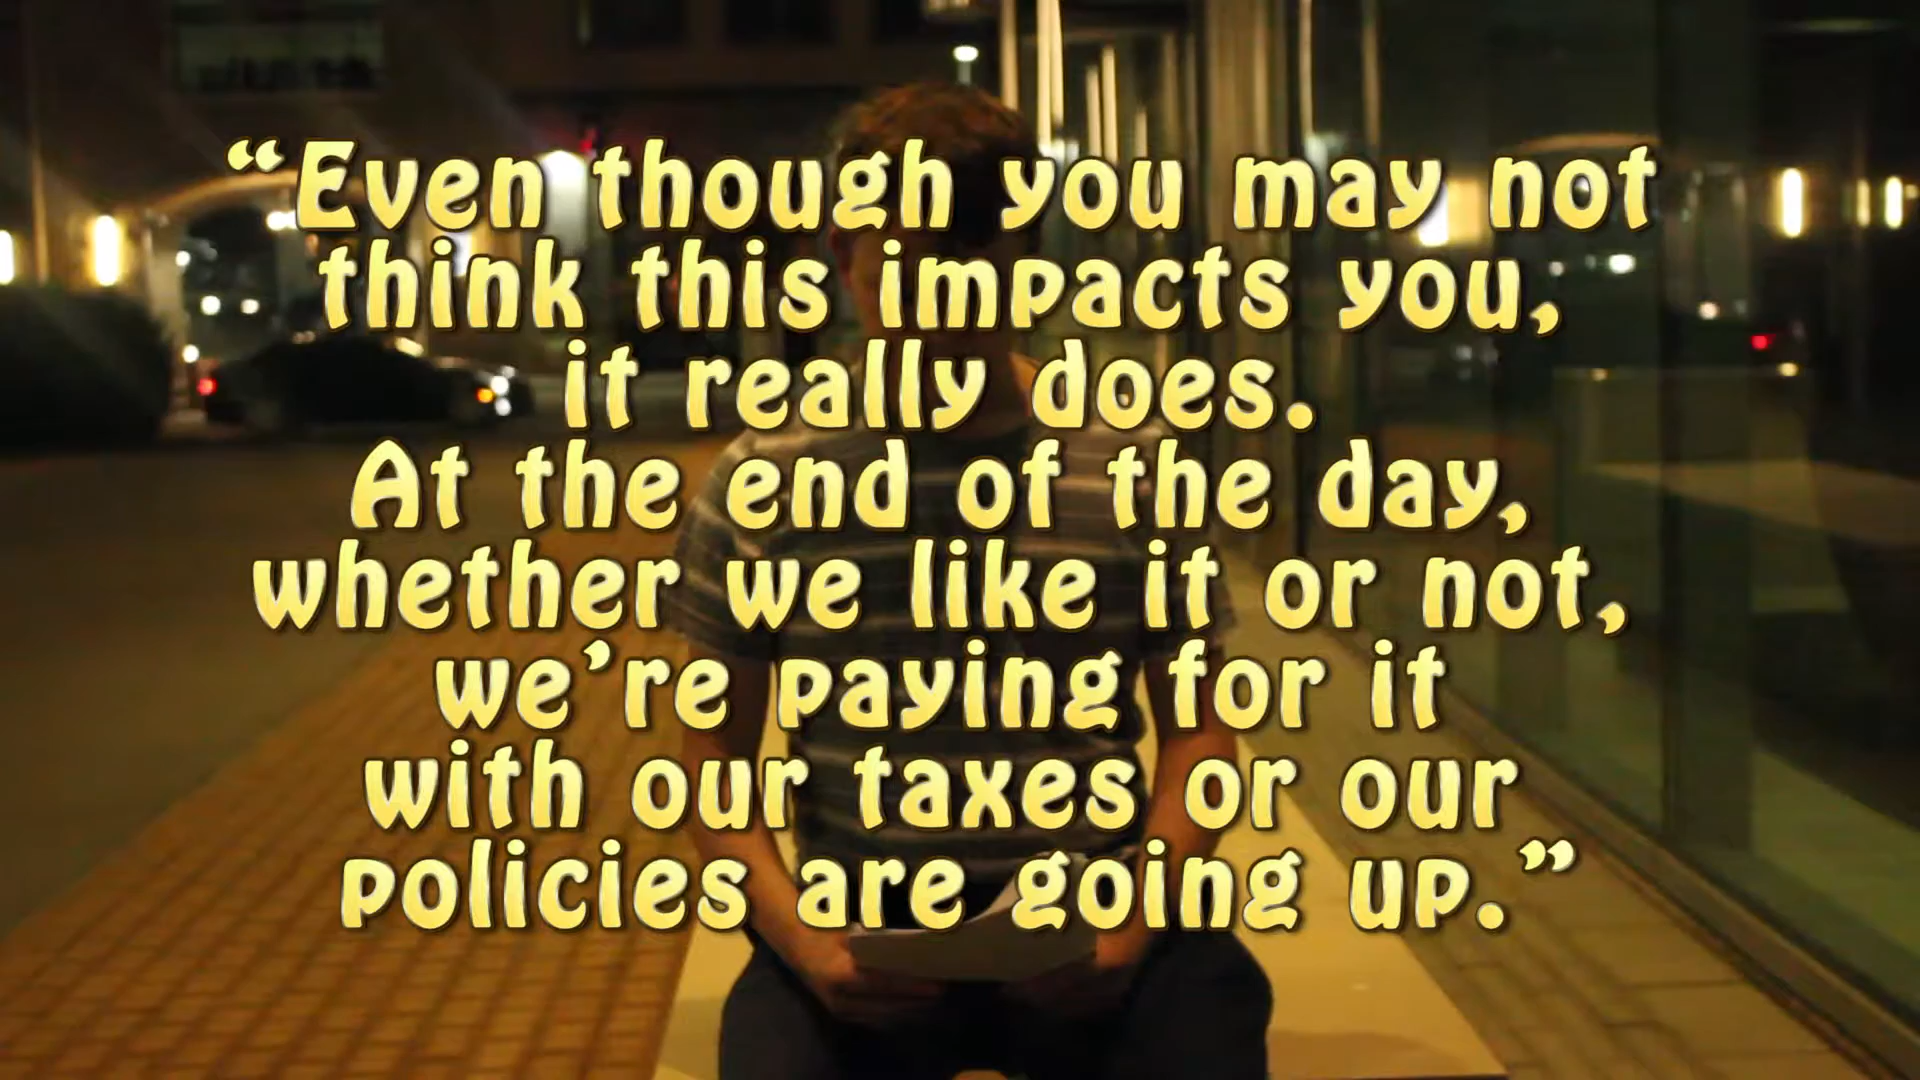 “Even though you may not
think this impacts you,
it really does.
At the end of the day,
whether we like it or not,
we’re paying for it
with our taxes or our
policies are going up.”